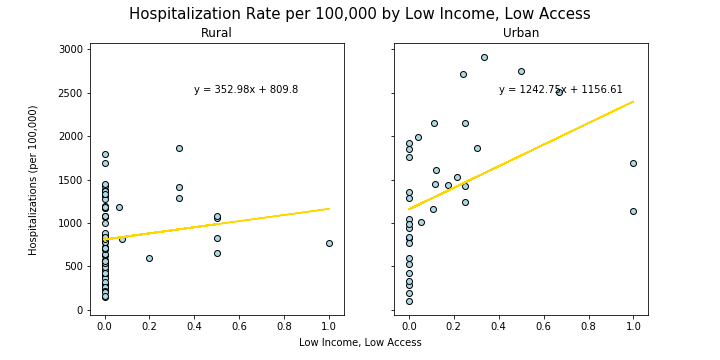 Hospitalization Rate per 100,000 by Low Income, Low Access
Rural
Urban
3000
2500
2000
1500
1000
500
0
Hospitalizations (per 100,000)
y = 352.98x + 809.8
y = 1242.75x + 1156.61
0.0 0.2 0.4 0.6 0.8 1.0
0.0 0.2 0.4 0.6 0.8 1.0
Low Income, Low Access